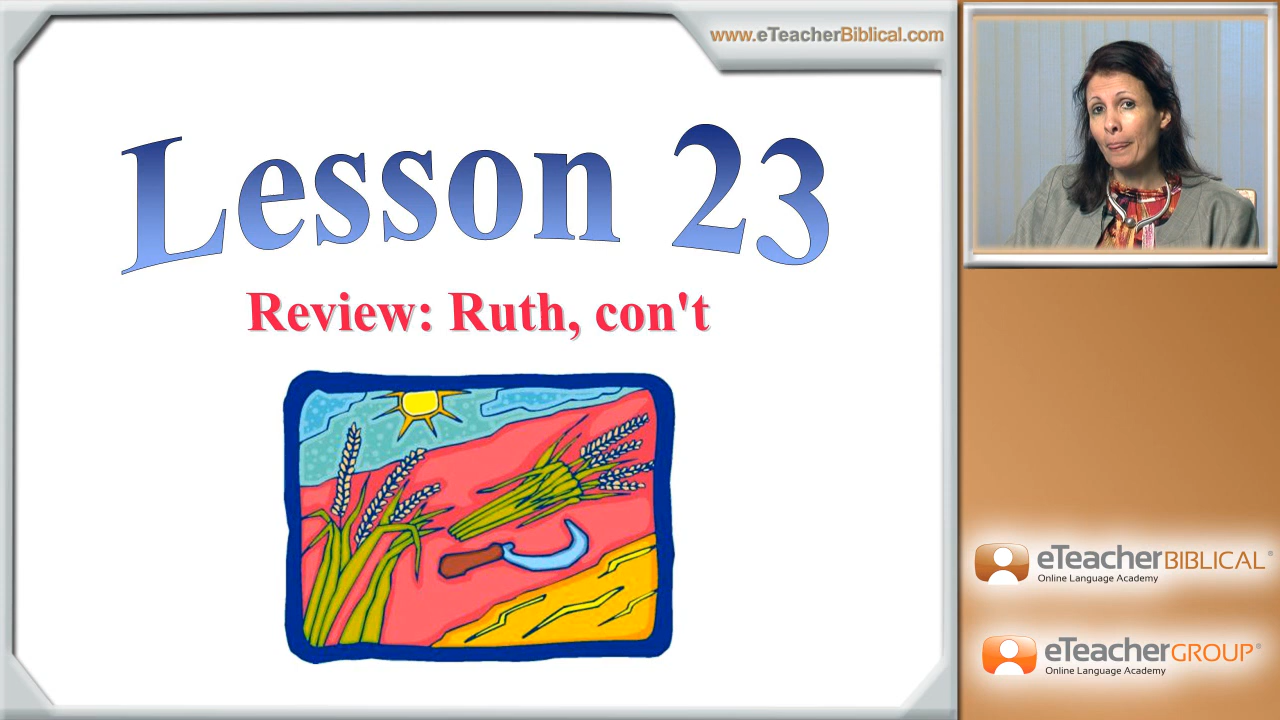 www.eTeacherBiblical.com
Lesson 23
Review: Ruth, con't
eTeacherBIBLICAL®
Online Language Academy
eTeacherGROUP®
Online Language Academy